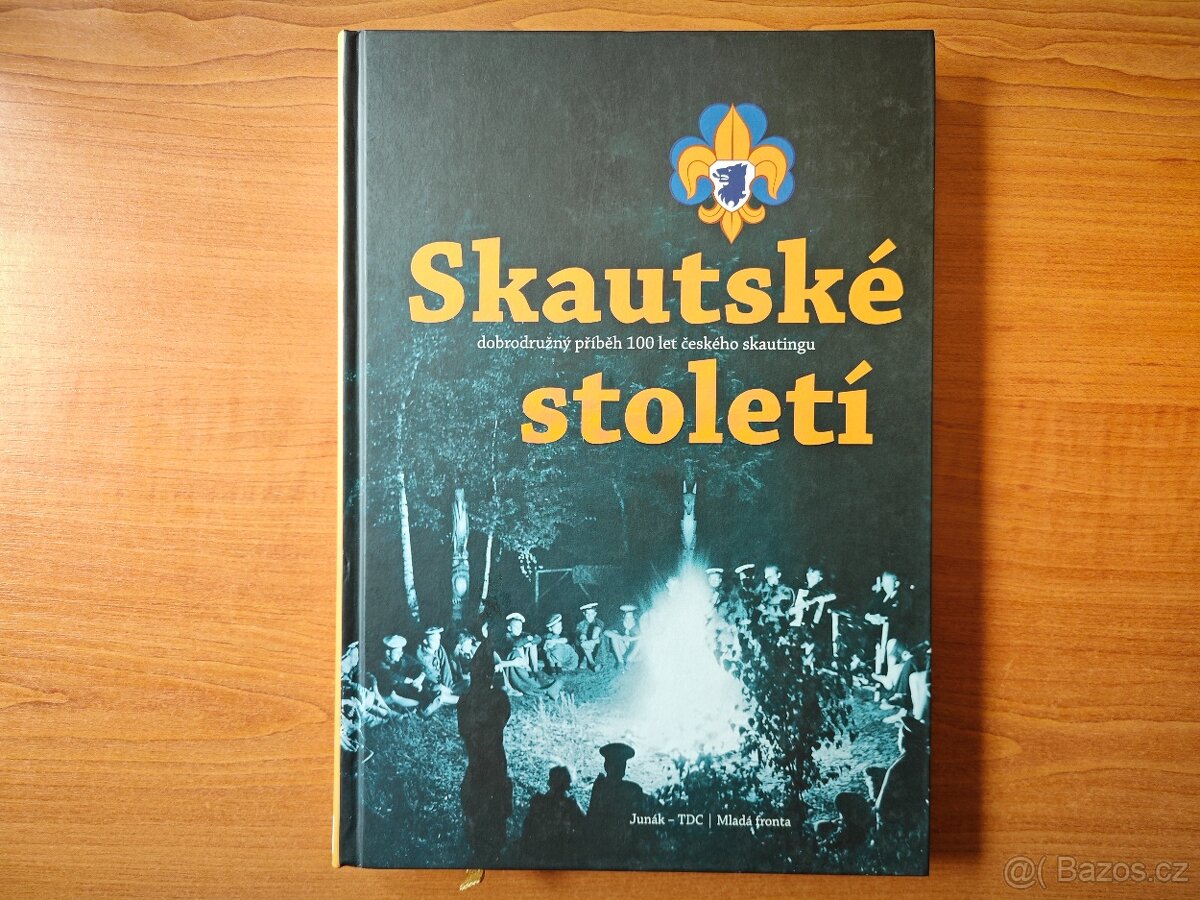 Skautské
dobrodružný příběh 100 let českého skautingu
století
Junák – TDC | Mladá fronta
@( Bazos.cz